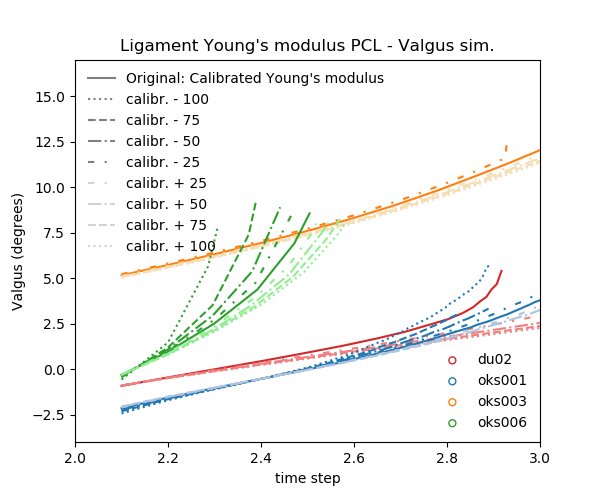 Ligament Young's modulus PCL - Valgus sim.
Original: Calibrated Young's modulus
calibr. - 100
calibr. - 75
calibr. - 50
calibr. - 25
calibr. + 25
calibr. + 50
calibr. + 75
calibr. + 100
15.0
12.5
10.0
7.5
5.0
2.5
0.0
−2.5
Valgus (degrees)
du02
oks001
oks003
oks006
2.0 2.2 2.4 2.6 2.8 3.0
time step